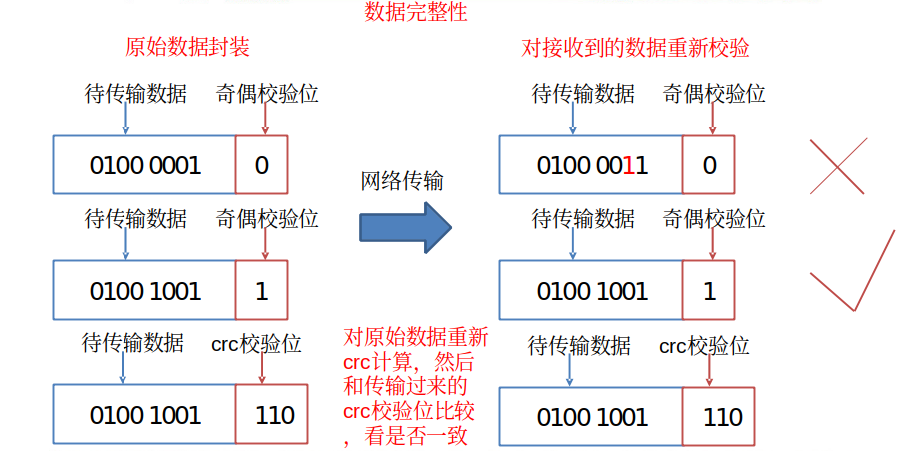 数据完整性
原始数据封装
对接收到的数据重新校验
待传输数据 奇偶校验位
待传输数据 奇偶校验位
0100 0001 0
0100 0011 0
网络传输
待传输数据 奇偶校验位
待传输数据 奇偶校验位
0100 1001 1
0100 1001 1
待传输数据 crc校验位
待传输数据 crc校验位
0100 1001 110
对原始数据重新
crc计算，然后
和传输过来的
crc校验位比较
，看是否一致
0100 1001 110